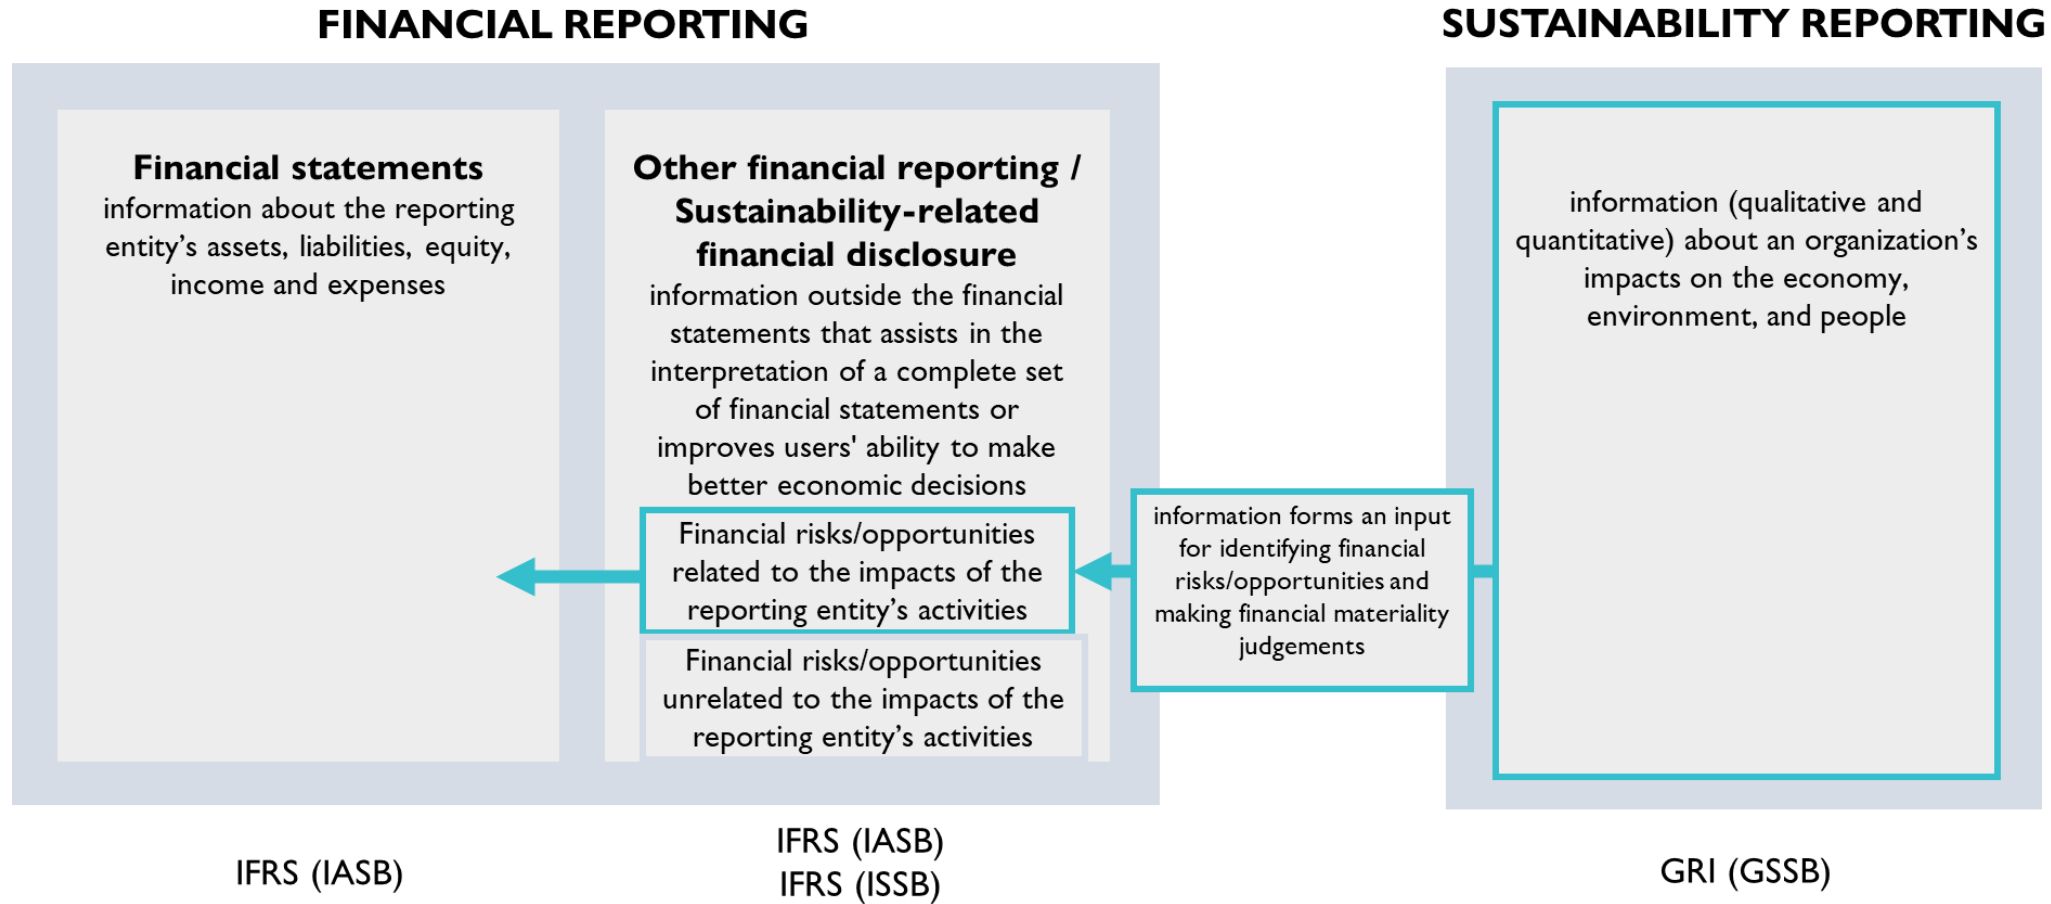 FINANCIAL REPORTING
SUSTAINABILITY REPORTING
Financial statements
information about the reporting
entity’s assets, liabilities, equity,
income and expenses
Other financial reporting /
Sustainability-related
financial disclosure
information outside the financial
statements that assists in the
interpretation of a complete set
of financial statements or
improves users' ability to make
better economic decisions
Financial risks/opportunities
related to the impacts of the
reporting entity’s activities
Financial risks/opportunities
unrelated to the impacts of the
reporting entity’s activities
information forms an input
for identifying financial
risks/opportunities and
making financial materiality
judgements
information (qualitative and
quantitative) about an organization’s
impacts on the economy,
environment, and people
IFRS (IASB)
IFRS (IASB)
IFRS (ISSB)
GRI (GSSB)